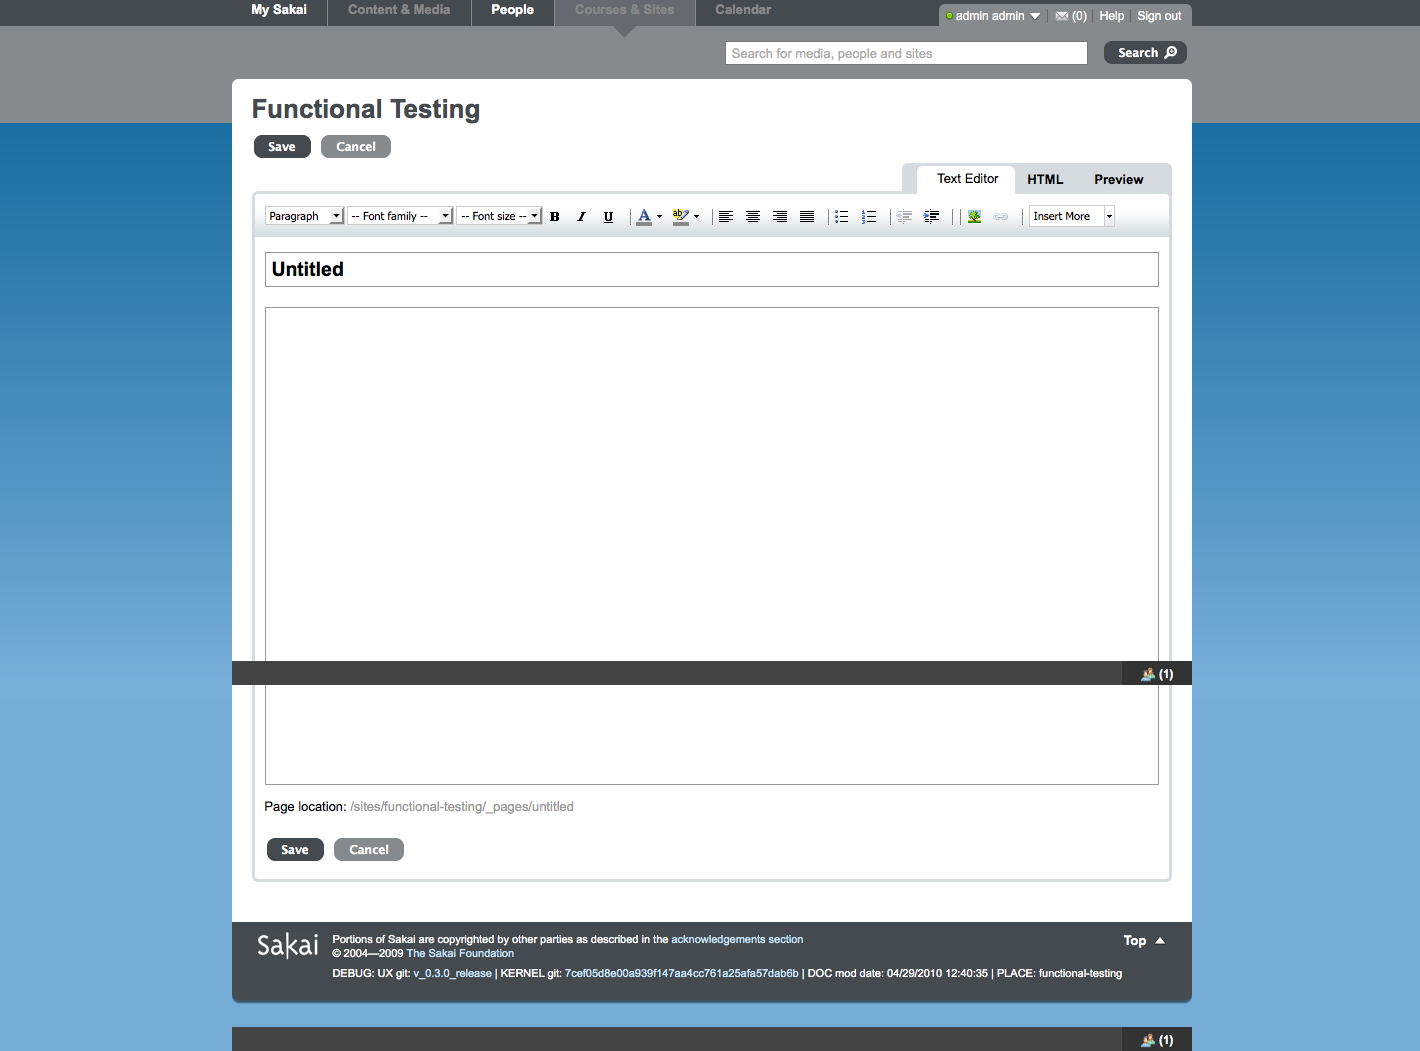 My Sakai Content & Media People Courses & Sites Calendar
admin admin (0) Help Sign out
Search for media, people and sites Search
Functional Testing
Save Cancel
Text Editor HTML Preview
Paragraph -- Font family -- -- Font size -- B I U A ab Insert More
Untitled
(1)
Page location: /sites/functional-testing/_pages/untitled
Save Cancel
Sakai
Portions of Sakai are copyrighted by other parties as described in the acknowledgements section
© 2004—2009 The Sakai Foundation
DEBUG: UX git: v_0.3.0_release | KERNEL git: 7cef05d8e00a939f147aa4cc761a25afa57dab6b | DOC mod date: 04/29/2010 12:40:35 | PLACE: functional-testing
Top
(1)